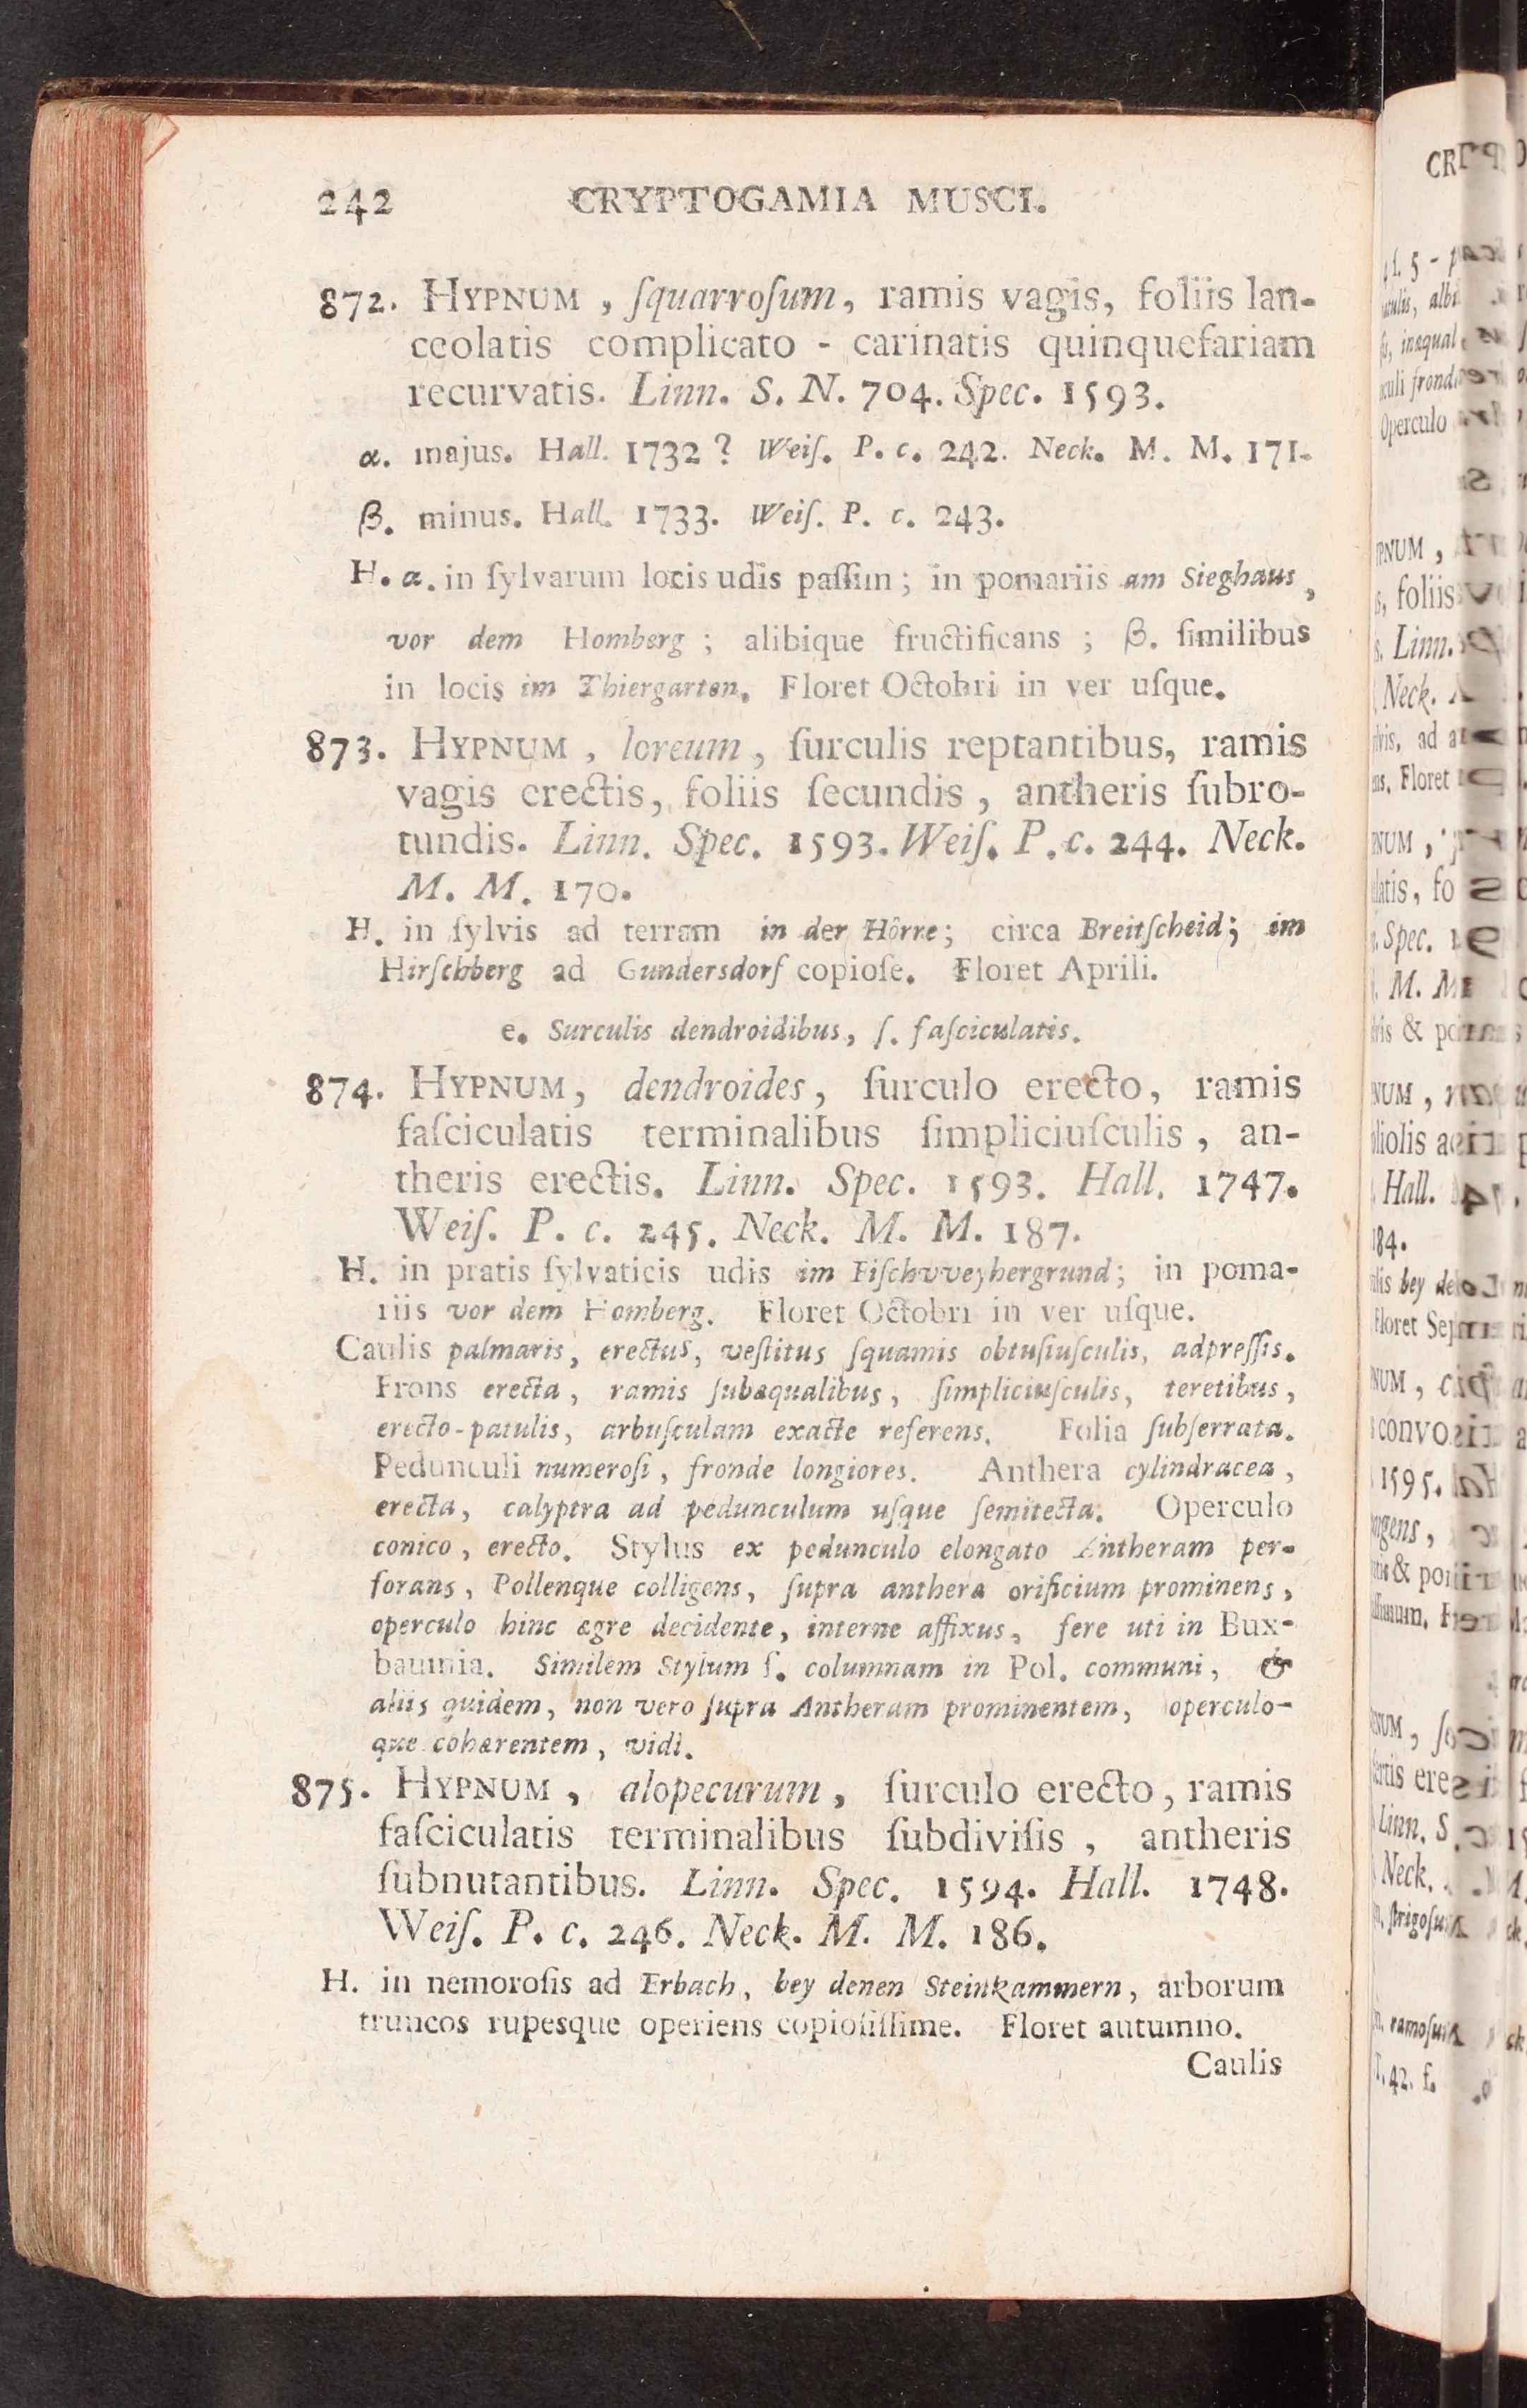 242 CRYPTOGAMIA MUSCI.
872. HYPNUM, ſquarroſum, ramis vagis, foliis lan-
ceolatis complicato - carinatis quinquefariam
recurvatis. Linn. S. N. 704. Spec. 1593.
α. majus. Hall. 1732? Weiſ. P. c. 242. Neck. M. M. 171.
β. minus. Hall. 1733. Weiſ. P. c. 243.
H. α. in ſylvarum locis udis paſſim; in pomariis am Sieghaus,
vor dem Homberg; alibique fructificans; β. ſimilibus
in locis im Thiergarten. Floret Octobri in ver uſque.
873. HYPNUM, loreum, ſurculis reptantibus, ramis
vagis erectis, foliis ſecundis, antheris ſubro-
tundis. Linn. Spec. 1593. Weiſ. P. c. 244. Neck.
M. M. 170.
H. in ſylvis ad terram in der Hörre; circa Breitſcheid; im
Hirſchberg ad Gundersdorf copioſe. Floret Aprili.
e. Surculis dendroidibus, ſ. faſciculatis.
874. HYPNUM, dendroides, ſurculo erecto, ramis
faſciculatis terminalibus ſimpliciuſculis, an-
theris erectis. Linn. Spec. 1593. Hall. 1747.
Weiſ. P. c. 245. Neck. M. M. 187.
H. in pratis ſylvaticis udis im Fiſchvveyhergrund; in poma-
riis vor dem Homberg. Floret Octobri in ver uſque.
Caulis palmaris, erectus, veſtitus ſquamis obtuſiuſculis, adpreſſis.
Frons erecta, ramis ſubæqualibus, ſimpliciuſculis, teretibus,
erecto-patulis, arbuſculam exacte referens. Folia ſubſerrata.
Pedunculi numeroſi, fronde longiores. Anthera cylindracea,
erecta, calyptra ad pedunculum uſque ſemitecta. Operculo
conico, erecto. Stylus ex pedunculo elongato Antheram per-
forans, Pollenque colligens, ſupra anthera orificium prominens,
operculo hinc ægre decidente, interne affixus, fere uti in Bux-
baumia. Similem Stylum ſ. columnam in Pol. communi, &
aliis quidem, non vero ſupra Antheram prominentem, operculo-
que cohærentem, vidi.
875. HYPNUM, alopecurum, ſurculo erecto, ramis
faſciculatis terminalibus ſubdiviſis, antheris
ſubnutantibus. Linn. Spec. 1594. Hall. 1748.
Weiſ. P. c. 246. Neck. M. M. 186.
H. in nemoroſis ad Erbach, bey denen Steinkammern, arborum
truncos rupesque operiens copioſiſſime. Floret autumno.
Caulis